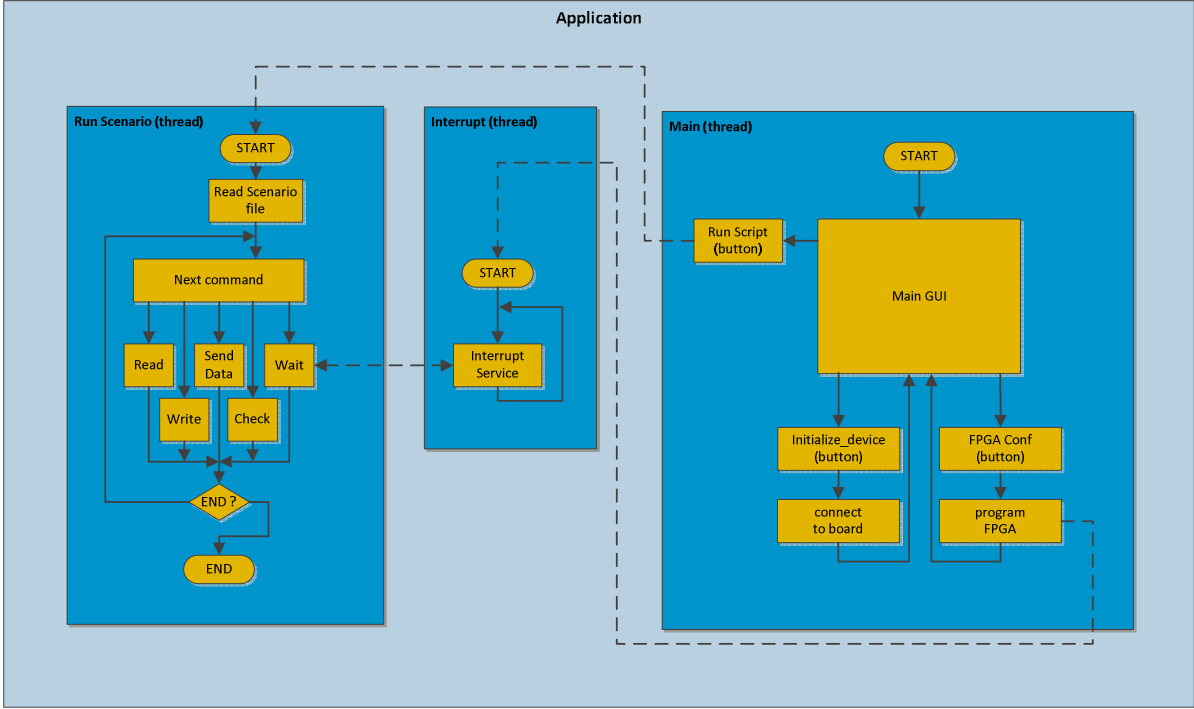 Application
Run Scenario (thread)
START
Read Scenario
file
Next command
Read
Send
Data
Wait
Write
Check
END ?
END
Interrupt (thread)
START
Interrupt
Service
Main (thread)
START
Run Script
(button)
Main GUI
Initialize_device
(button)
FPGA Conf
(button)
connect
to board
program
FPGA